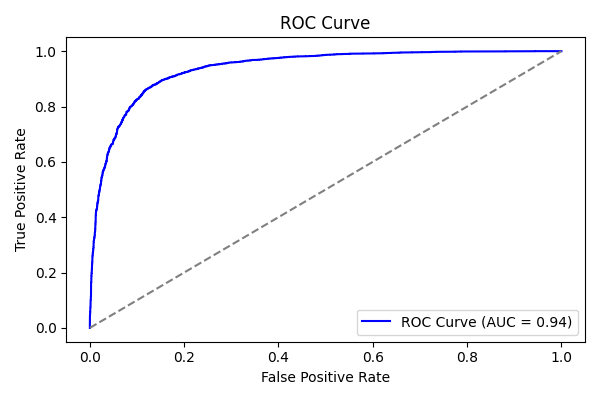 ROC Curve
True Positive Rate
1.0
0.8
0.6
0.4
0.2
0.0
0.0 0.2 0.4 0.6 0.8 1.0
False Positive Rate
ROC Curve (AUC = 0.94)